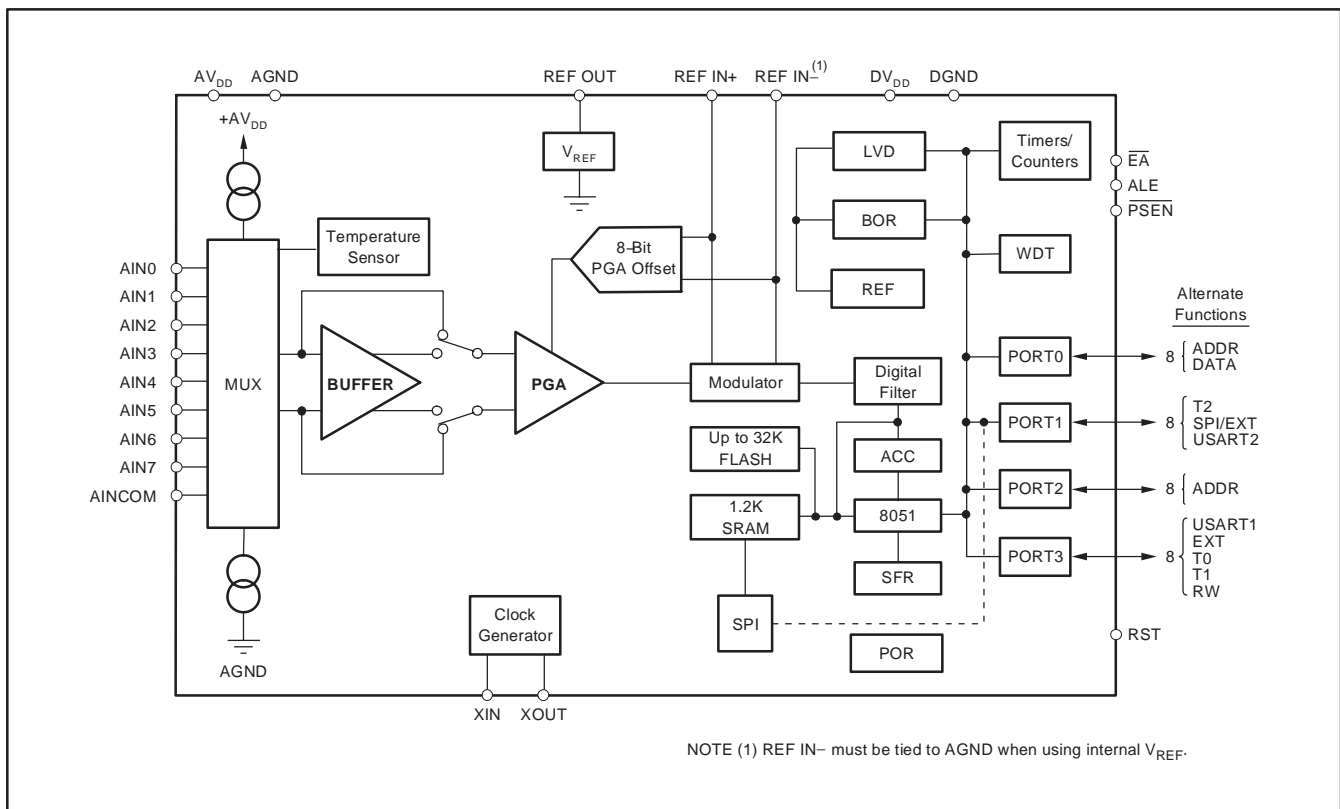 AVDD AGND REF OUT REF IN+ REF IN−(1) DVDD DGND
+AVDD
VREF
LVD
Timers/
Counters
EA
ALE
PSEN
Temperature
Sensor
8-Bit
PGA Offset
BOR
WDT
REF
AIN0
AIN1
AIN2
AIN3
AIN4
AIN5
AIN6
AIN7
AINCOM
MUX
BUFFER
PGA
Modulator
Digital
Filter
Alternate
Functions
PORT0
8
ADDR
DATA
PORT1
8
T2
SPI/EXT
USART2
Up to 32K
FLASH
ACC
PORT2
8
ADDR
1.2K
SRAM
8051
PORT3
8
USART1
EXT
T0
T1
RW
SFR
Clock
Generator
SPI
POR
RST
AGND
XIN XOUT
NOTE (1) REF IN− must be tied to AGND when using internal VREF.